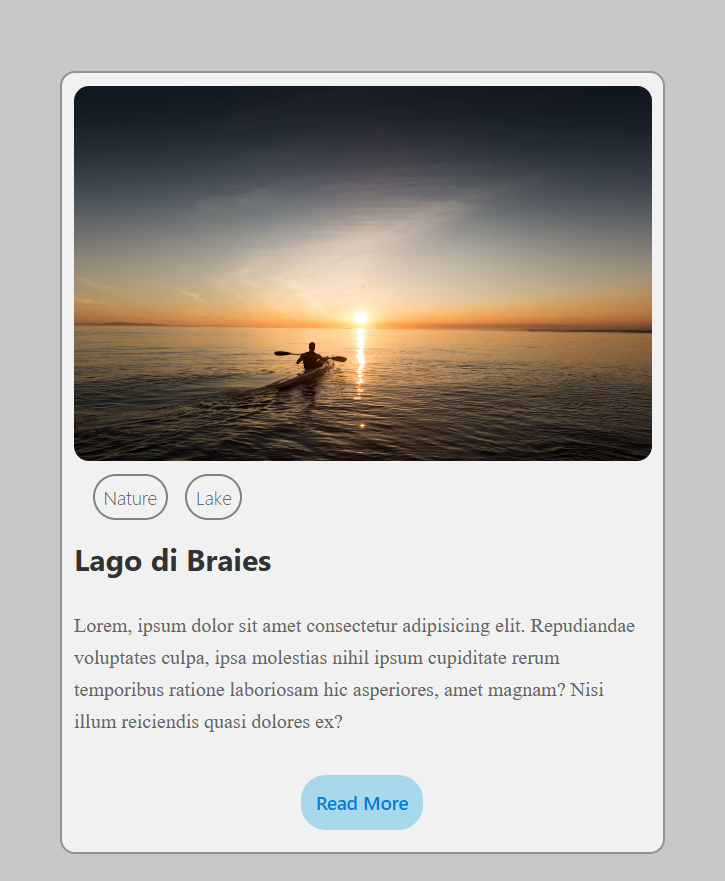 Nature Lake
Lago di Braies
Lorem, ipsum dolor sit amet consectetur adipisicing elit. Repudiandae
voluptates culpa, ipsa molestias nihil ipsum cupiditate rerum
temporibus ratione laboriosam hic asperiores, amet magnam? Nisi
illum reiciendis quasi dolores ex?
Read More